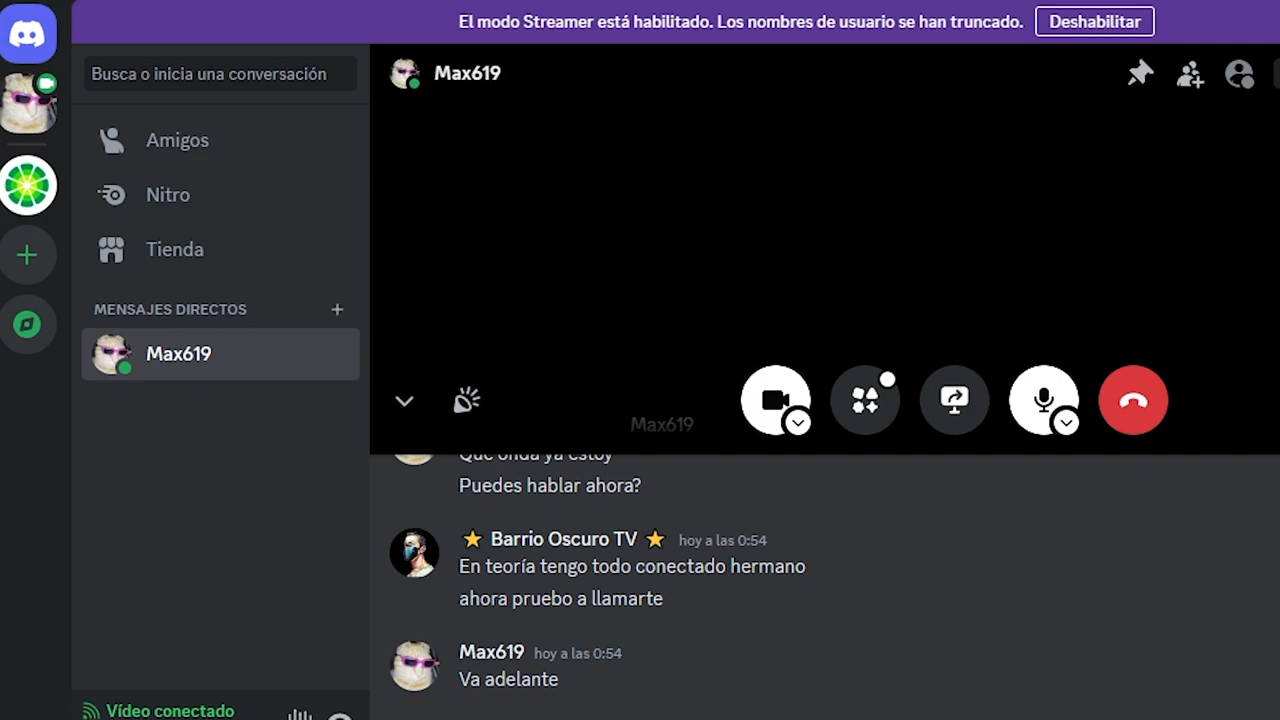 El modo Streamer está habilitado. Los nombres de usuario se han truncado. Deshabilitar
Busca o inicia una conversación
Max619
Amigos
Nitro
Tienda
MENSAJES DIRECTOS
Max619
Max619
Que onda ya estoy
Puedes hablar ahora?
Barrio Oscuro TV hoy a las 0:54
En teoría tengo todo conectado hermano
ahora pruebo a llamarte
Max619 hoy a las 0:54
Va adelante
Vídeo conectado